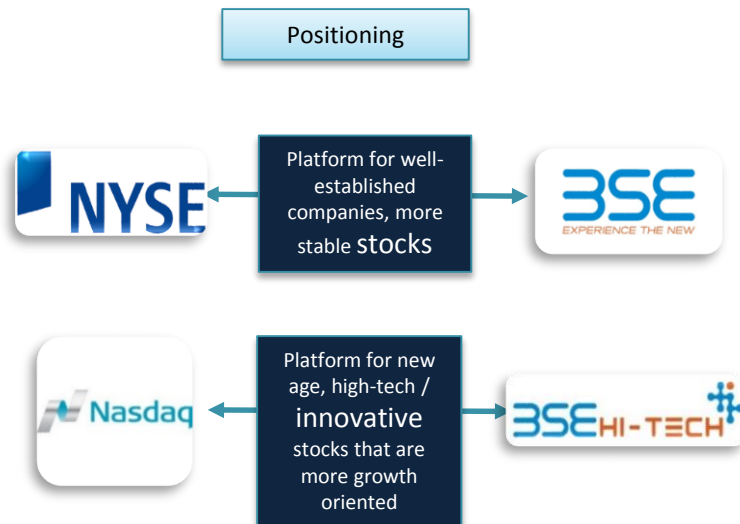 Positioning
NYSE
Platform for well-
established
companies, more
stable stocks
BSE
EXPERIENCE THE NEW
Nasdaq
Platform for new
age, high-tech /
innovative
stocks that are
more growth
oriented
BSE HI-TECH